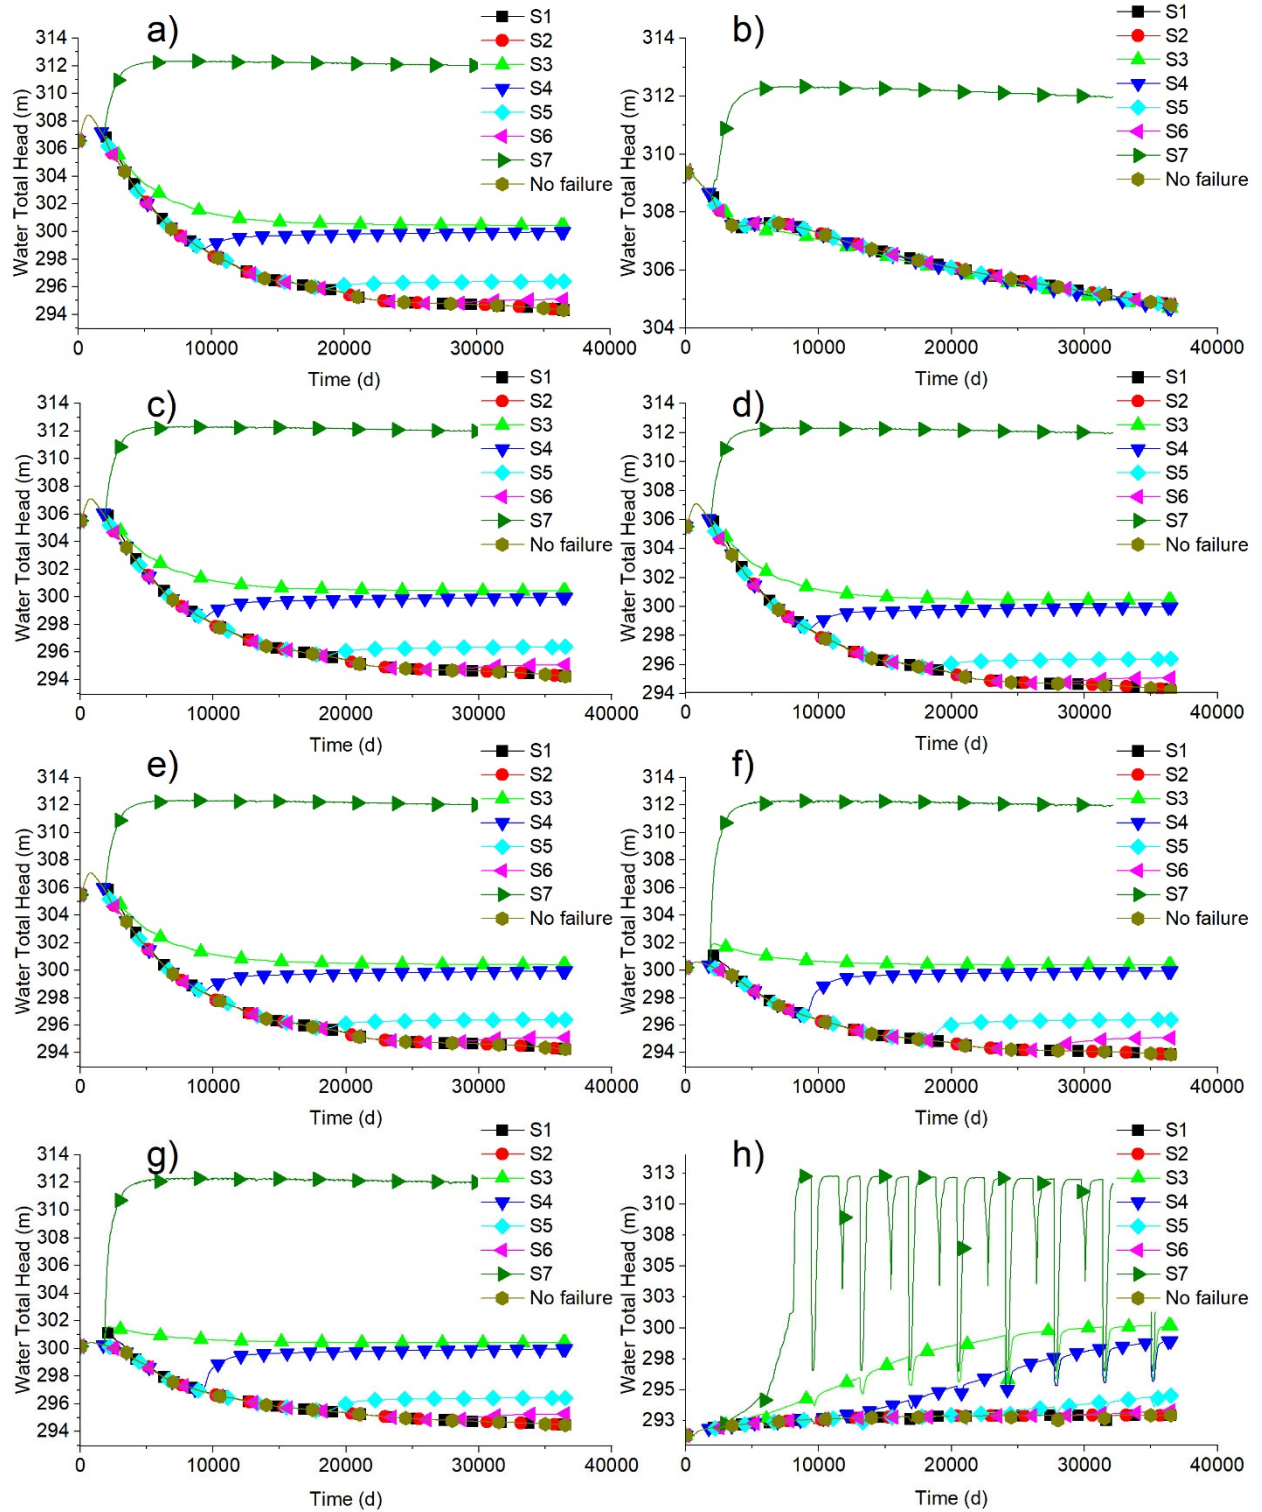 a)
S1
S2
S3
S4
S5
S6
S7
No failure
Water Total Head (m)
314
312
310
308
306
304
302
300
298
296
294
0 10000 20000 30000 40000
Time (d)
b)
S1
S2
S3
S4
S5
S6
S7
No failure
Water Total Head (m)
314
312
310
308
306
304
0 10000 20000 30000 40000
Time (d)
c)
S1
S2
S3
S4
S5
S6
S7
No failure
Water Total Head (m)
314
312
310
308
306
304
302
300
298
296
294
0 10000 20000 30000 40000
Time (d)
d)
S1
S2
S3
S4
S5
S6
S7
No failure
Water Total Head (m)
314
312
310
308
306
304
302
300
298
296
294
0 10000 20000 30000 40000
Time (d)
e)
S1
S2
S3
S4
S5
S6
S7
No failure
Water Total Head (m)
314
312
310
308
306
304
302
300
298
296
294
0 10000 20000 30000 40000
Time (d)
f)
S1
S2
S3
S4
S5
S6
S7
No failure
Water Total Head (m)
314
312
310
308
306
304
302
300
298
296
294
0 10000 20000 30000 40000
Time (d)
g)
S1
S2
S3
S4
S5
S6
S7
No failure
Water Total Head (m)
314
312
310
308
306
304
302
300
298
296
294
0 10000 20000 30000 40000
Time (d)
h)
S1
S2
S3
S4
S5
S6
S7
No failure
Water Total Head (m)
313
310
308
305
303
300
298
295
293
0 10000 20000 30000 40000
Time (d)